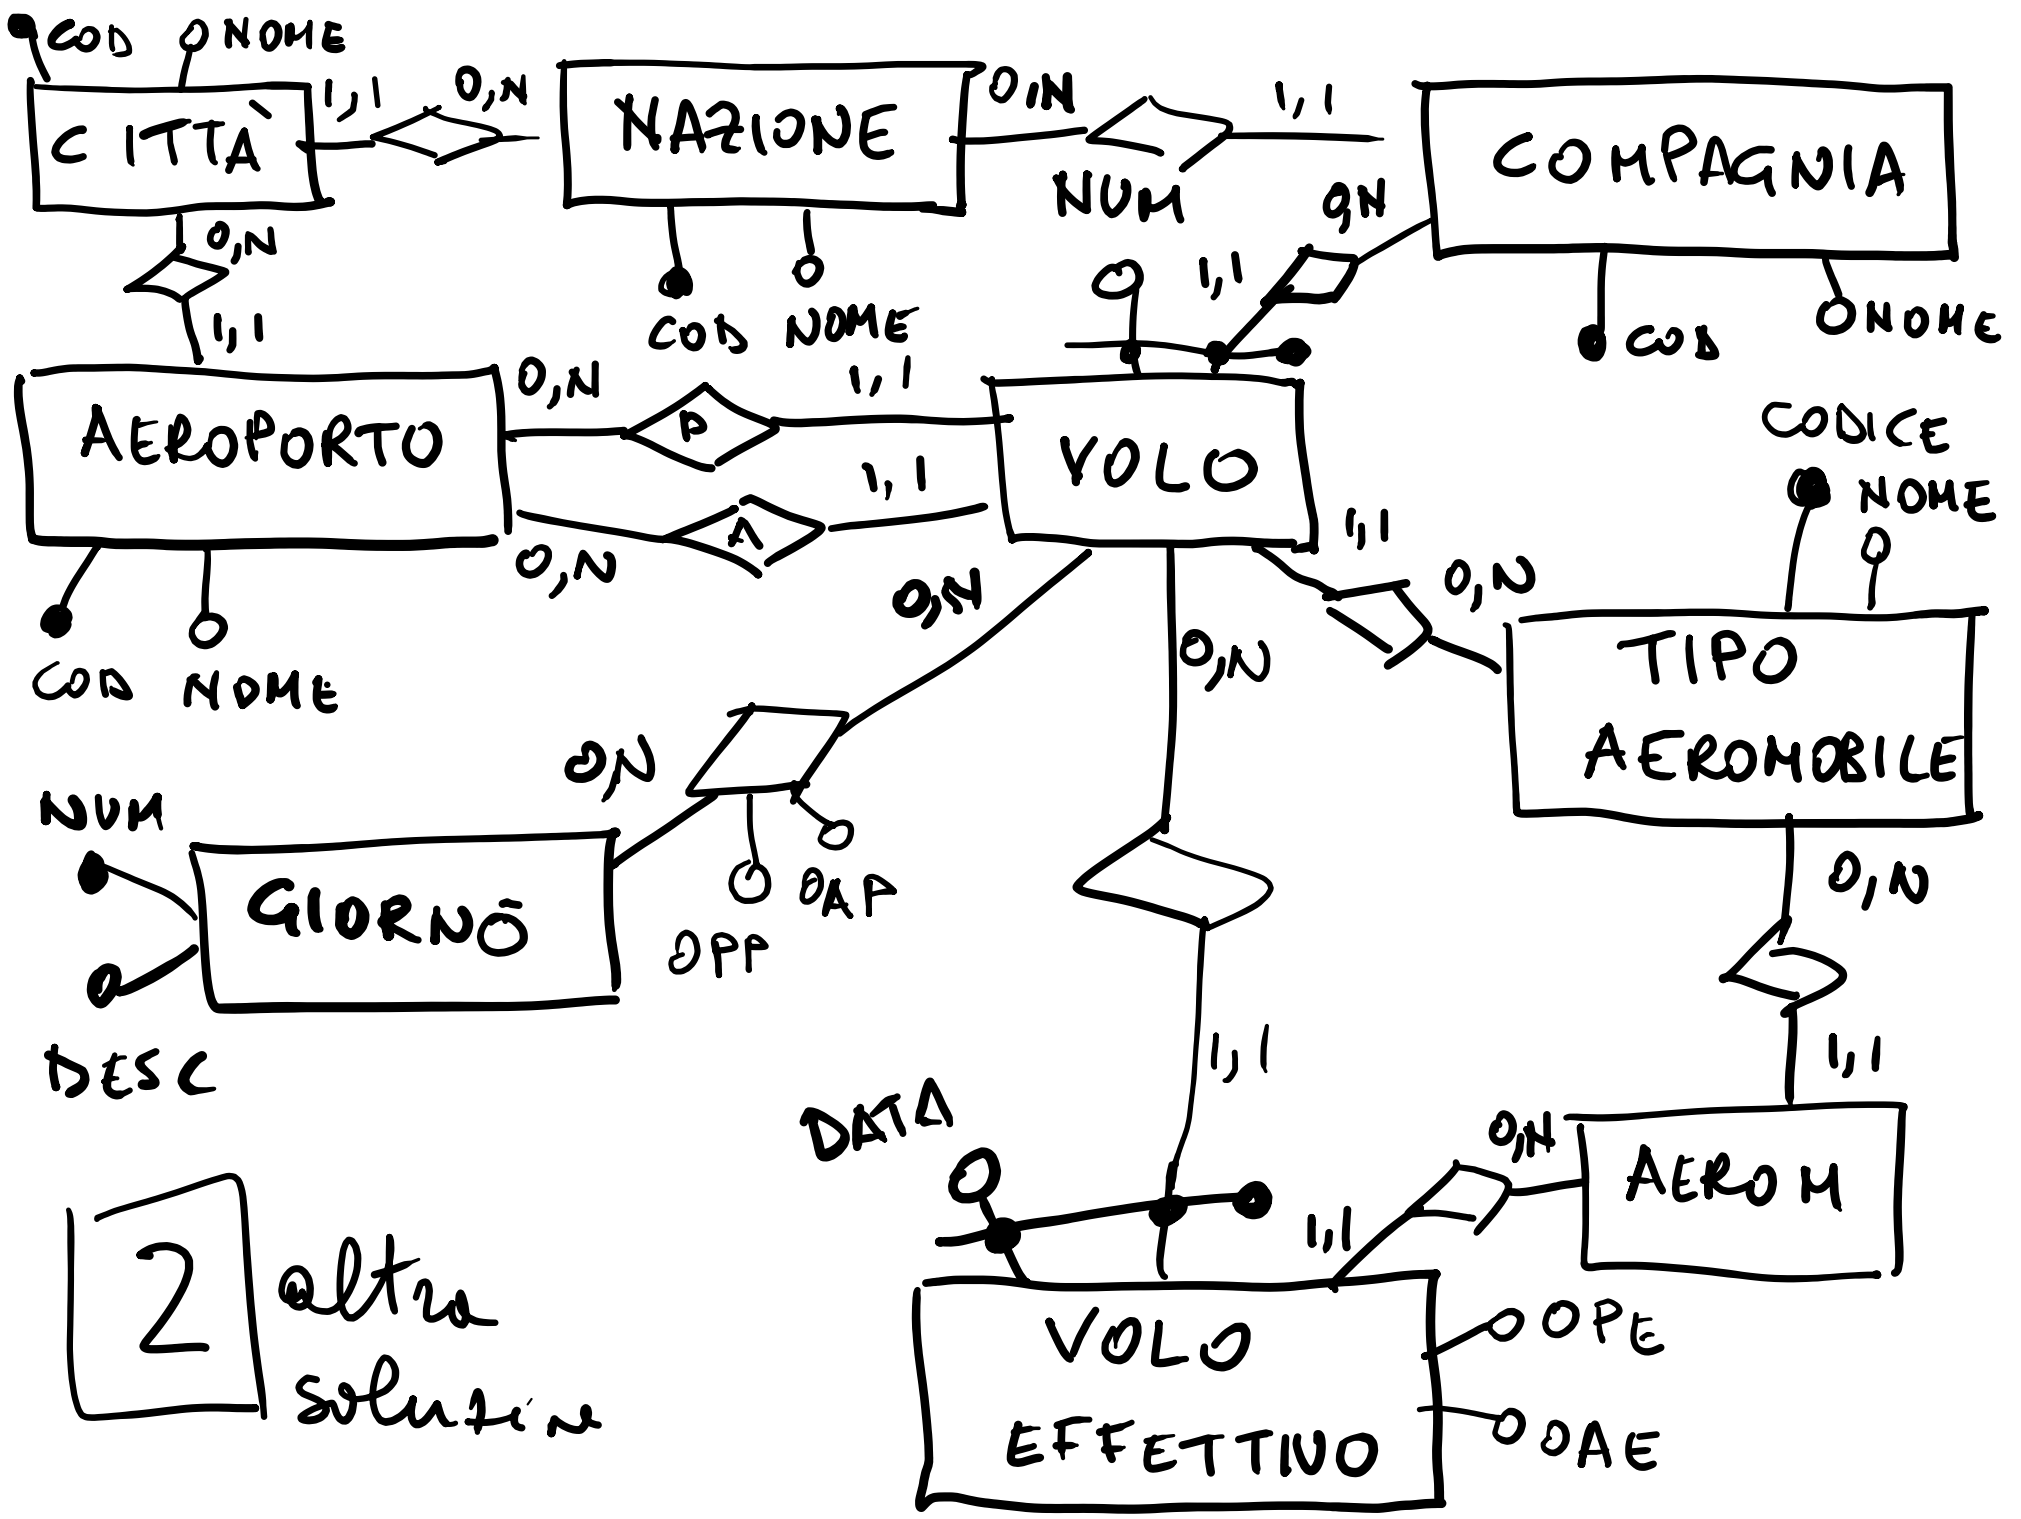 COD NOME
1,1 0,N
CITTÀ
NAZIONE
0,N 1,1
COMPAGNIA
NUM
0,N
0,N
1,1
1,1
COD NOME
COD NOME
0,N 1,1
AEROPORTO
P
VOLO
CODICE
NOME
1,1
A
0,N
1,1
0,N
COD NOME
0,N
0,N
TIPO
AEROMOBILE
0,N
NUM
GIORNO
OPP OAP
0,N
DESC
1,1
1,1
DATA
0,N
AEROM
1,1
2
altra
soluzione
VOLO
EFFETTIVO
OPE
OAE